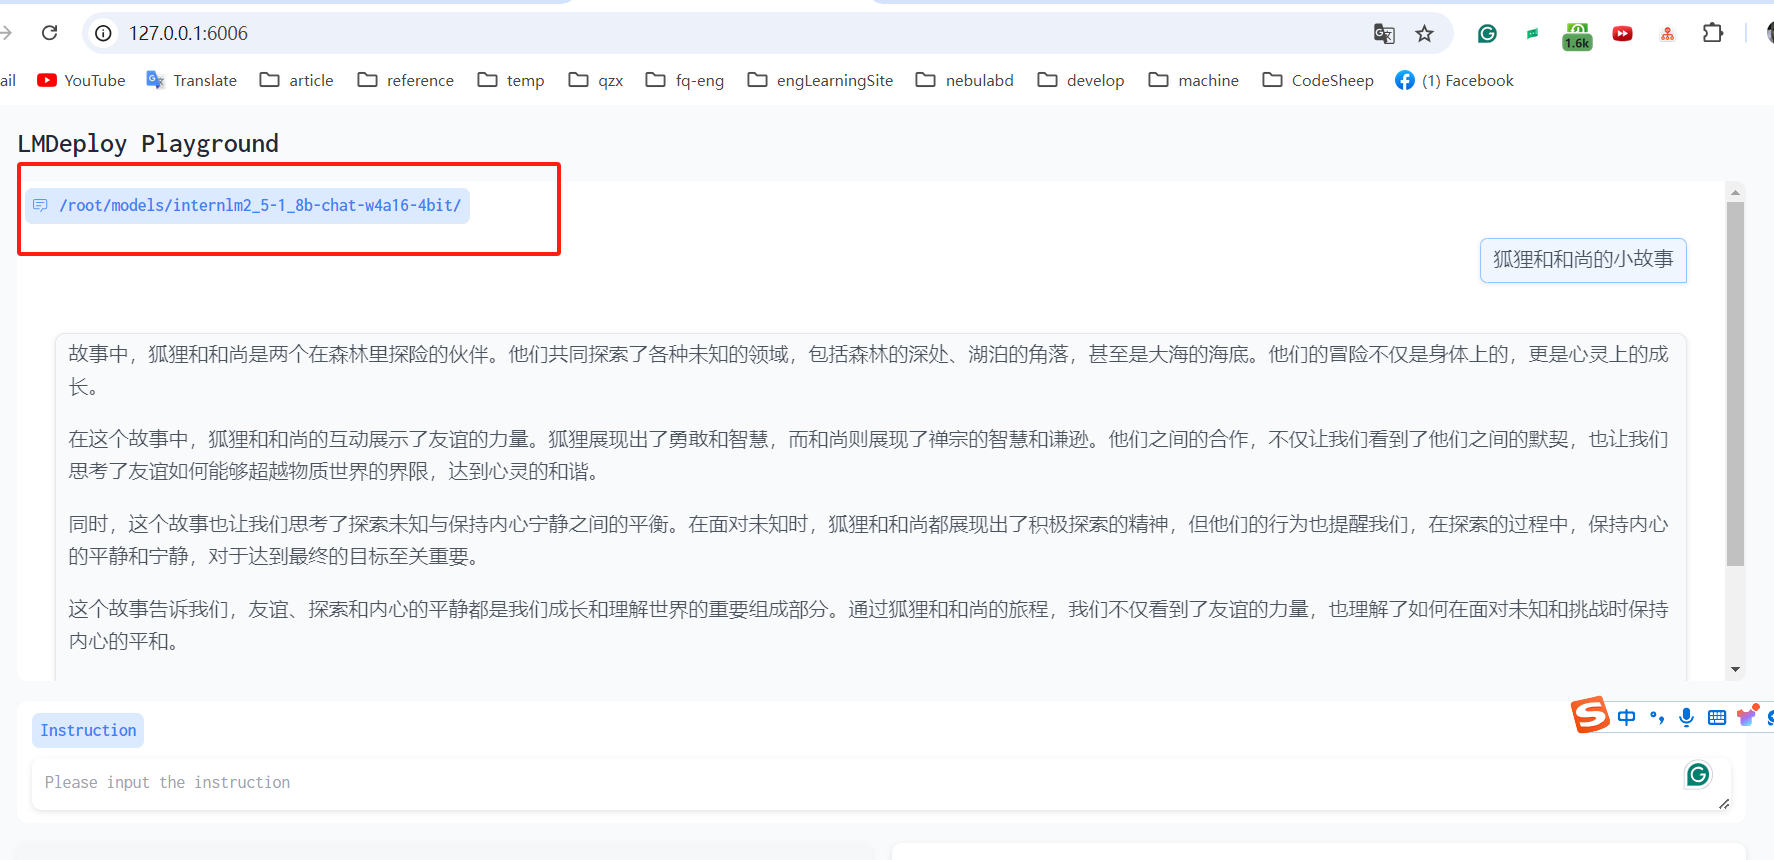 127.0.0.1:6006
1.6k
ail YouTube Translate article reference temp qzx fq-eng engLearningSite nebulabd develop machine CodeSheep (1) Facebook
LMDeploy Playground
/root/models/internlm2_5-1_8b-chat-w4a16-4bit/
狐狸和和尚的小故事
故事中，狐狸和和尚是两个在森林里探险的伙伴。他们共同探索了各种未知的领域，包括森林的深处、湖泊的角落，甚至是大海的海底。他们的冒险不仅是身体上的，更是心灵上的成
长。
在这个故事中，狐狸和和尚的互动展示了友谊的力量。狐狸展现出了勇敢和智慧，而和尚则展现了禅宗的智慧和谦逊。他们之间的合作，不仅让我们看到了他们之间的默契，也让我们
思考了友谊如何能够超越物质世界的界限，达到心灵的和谐。
同时，这个故事也让我们思考了探索未知与保持内心宁静之间的平衡。在面对未知时，狐狸和和尚都展现出了积极探索的精神，但他们的行为也提醒我们，在探索的过程中，保持内心
的平静和宁静，对于达到最终的目标至关重要。
这个故事告诉我们，友谊、探索和内心的平静都是我们成长和理解世界的重要组成部分。通过狐狸和和尚的旅程，我们不仅看到了友谊的力量，也理解了如何在面对未知和挑战时保持
内心的平和。
Instruction
中
Please input the instruction